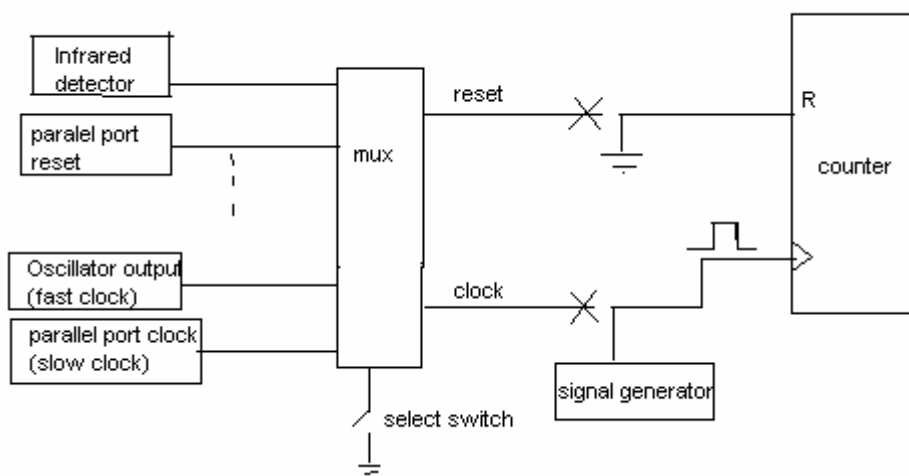 Infrared
detector
paralel port
reset
mux
reset
R
counter
Oscillator output
(fast clock)
clock
parallel port clock
(slow clock)
signal generator
select switch